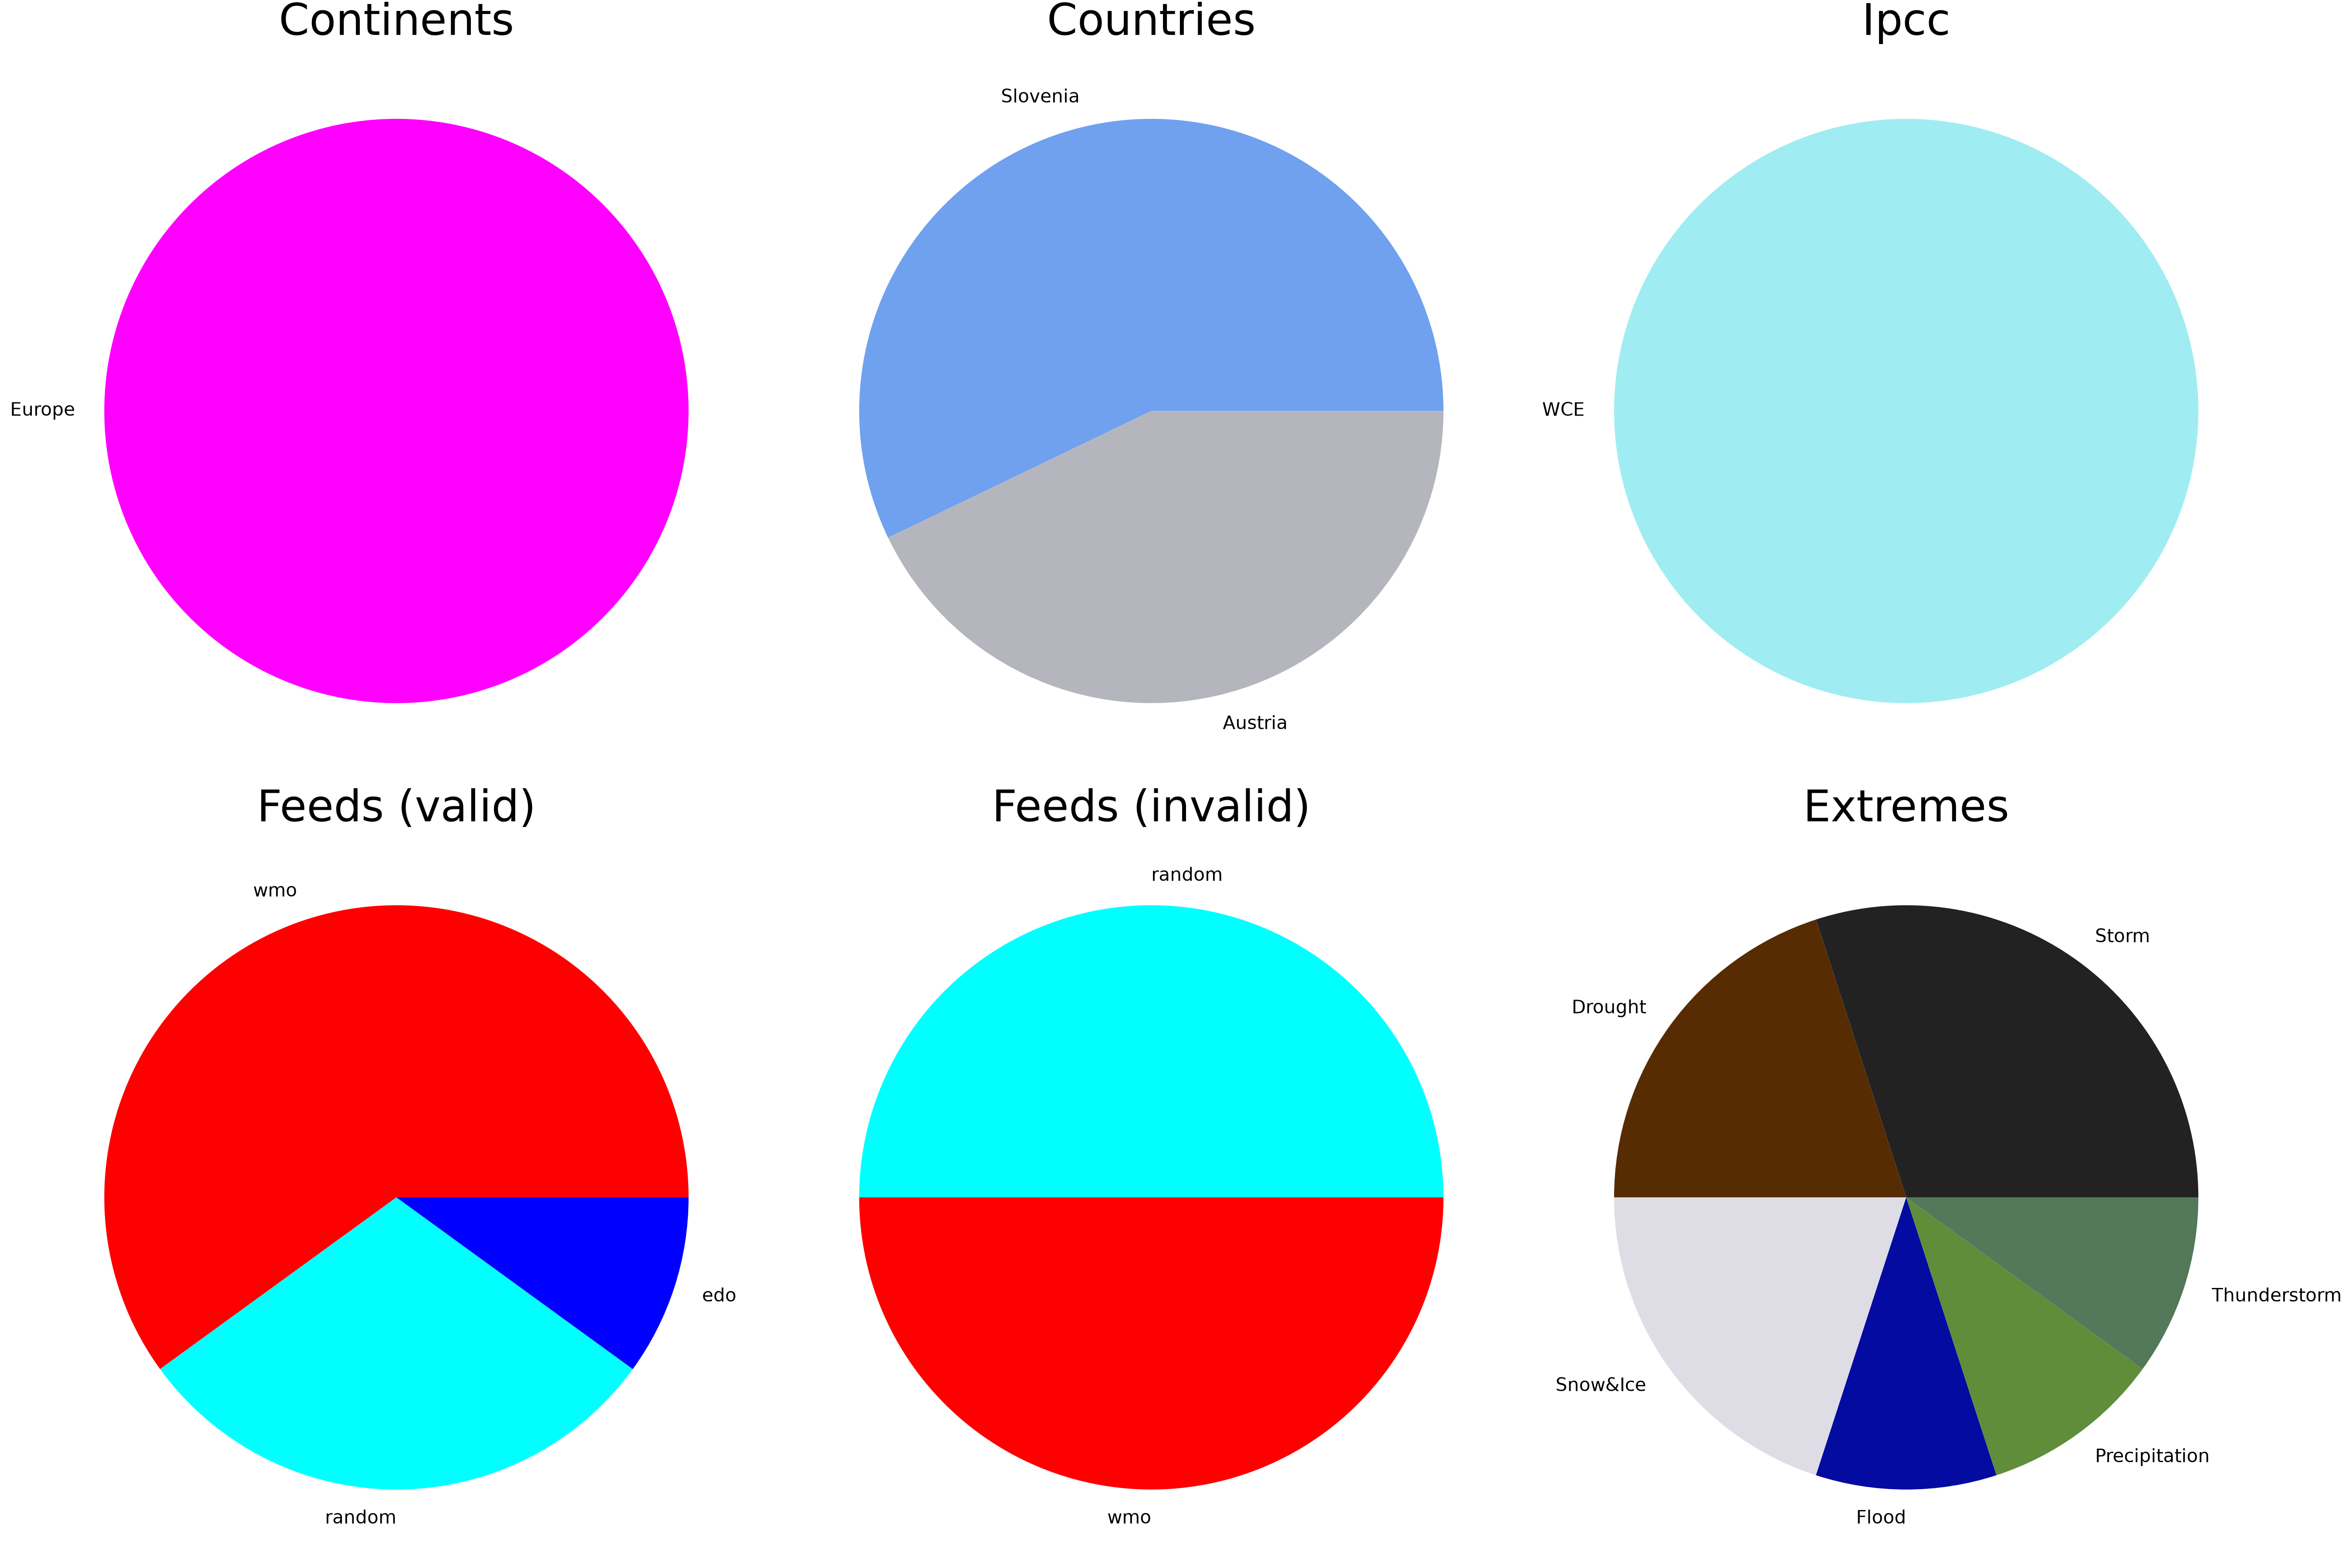 Continents
Europe
Countries
Slovenia
Austria
Ipcc
WCE
Feeds (valid)
wmo
edo
random
Feeds (invalid)
random
wmo
Extremes
Storm
Drought
Thunderstorm
Snow&Ice
Precipitation
Flood